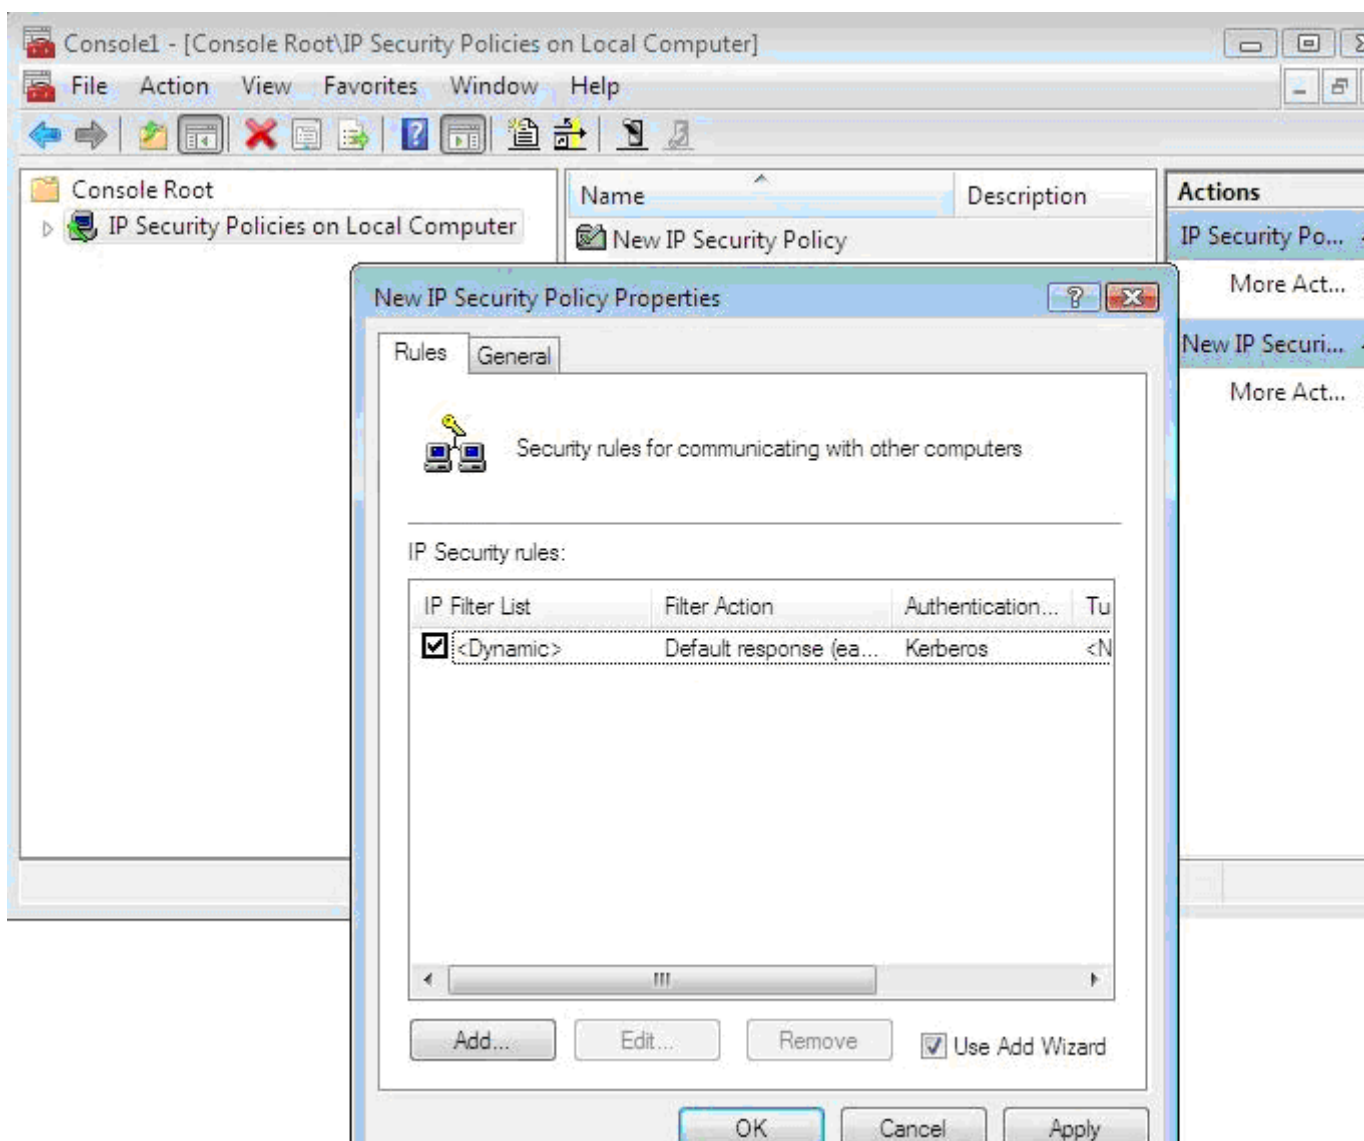 Console1 - [Console Root\IP Security Policies on Local Computer]
File Action View Favorites Window Help
Console Root
IP Security Policies on Local Computer
Name Description
New IP Security Policy
Actions
IP Security Po...
More Act...
New IP Securi...
More Act...
New IP Security Policy Properties
Rules General
Security rules for communicating with other computers
IP Security rules:
IP Filter List Filter Action Authentication... Tu
<Dynamic> Default response (ea... Kerberos <N
Add... Edit... Remove Use Add Wizard
OK Cancel Apply